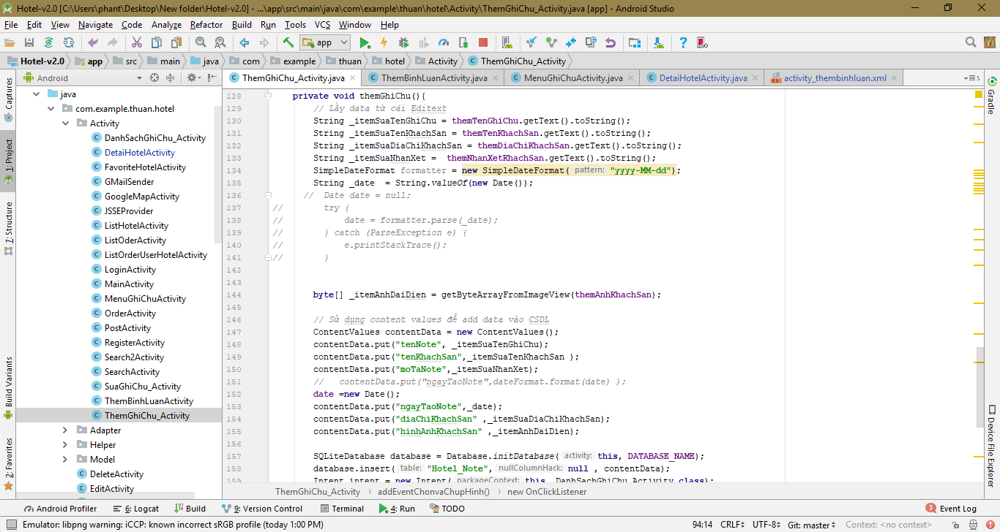 Hotel-v2.0 [C:\Users\phant\Desktop\New folder\Hotel-v2.0] - ...\app\src\main\java\com\example\thuan\hotel\Activity\ThemGhiChu_Activity.java [app] - Android Studio
File Edit View Navigate Code Analyze Refactor Build Run Tools VCS Window Help
app
Hotel-v2.0 app src main java com example thuan hotel Activity ThemGhiChu_Activity
Android
ThemGhiChu_Activity.java ThemBinhLuanActivity.java MenuGhiChuActivity.java DetaiHotelActivity.java activity_thembinhluan.xml 5
Captures
1: Project
7: Structure
Build Variants
2: Favorites
java
com.example.thuan.hotel
Activity
DanhSachGhiChu_Activity
DetaiHotelActivity
FavoriteHotelActivity
GMailSender
GoogleMapActivity
JSSEProvider
ListHotelActivity
ListOderActivity
ListOrderUserHotelActivity
LoginActivity
MainActivity
MenuGhiChuActivity
OrderActivity
PostActivity
RegisterActivity
Search2Activity
SearchActivity
SuaGhiChu_Activity
ThemBinhLuanActivity
ThemGhiChu_Activity
Adapter
Helper
Model
DeleteActivity
EditActivity
128 private void themGhiChu(){
129 // Lấy data từ cái Editext
130 String _itemSuaTenGhiChu = themTenGhiChu.getText().toString();
131 String _itemSuaTenKhachSan = themTenKhachSan.getText().toString();
132 String _itemSuaDiaChiKhachSan = themDiaChiKhachSan.getText().toString();
133 String _itemSuaNhanXet = themNhanXetKhachSan.getText().toString();
134 SimpleDateFormat formatter = new SimpleDateFormat( pattern: "yyyy-MM-dd");
135 String _date = String.valueOf(new Date());
136 // Date date = null;
137 // try {
138 // date = formatter.parse(_date);
139 // } catch (ParseException e) {
140 // e.printStackTrace();
141 // }
142
143
144 byte[] _itemAnhDaiDien = getByteArrayFromImageView(themAnhKhachSan);
145
146 // Sử dụng content values để add data vào CSDL
147 ContentValues contentData = new ContentValues();
148 contentData.put("tenNote", _itemSuaTenGhiChu);
149 contentData.put("tenKhachSan",_itemSuaTenKhachSan );
150 contentData.put("moTaNote",_itemSuaNhanXet);
151 // contentData.put("ngayTaoNote",dateFormat.format(date) );
152 date =new Date();
153 contentData.put("ngayTaoNote",_date);
154 contentData.put("diaChiKhachSan" ,_itemSuaDiaChiKhachSan);
155 contentData.put("hinhAnhKhachSan" ,_itemAnhDaiDien);
156
157 SQLiteDatabase database = Database.initDatabase( activity: this, DATABASE_NAME);
158 database.insert( table: "Hotel_Note", nullColumnHack: null , contentData);
159 Intent intent = new Intent( packageContext: this, DanhSachGhiChu_Activity.class);
ThemGhiChu_Activity addEventChonvaChupHinh() new OnClickListener
Gradle
Device File Explorer
Android Profiler 6: Logcat Build 9: Version Control Terminal 4: Run TODO 3 Event Log
Emulator: libpng warning: iCCP: known incorrect sRGB profile (today 1:00 PM) 94:14 CRLF UTF-8 Git: master Context: <no context>